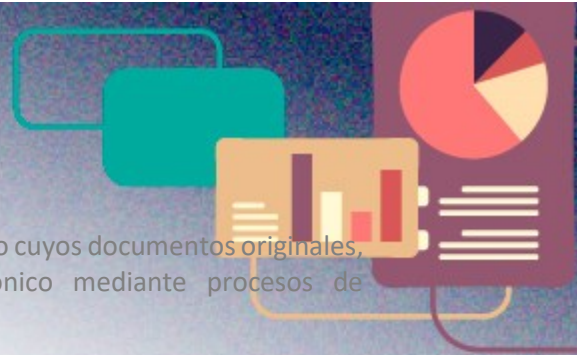 o cuyos documentos originales,
ónico mediante procesos de